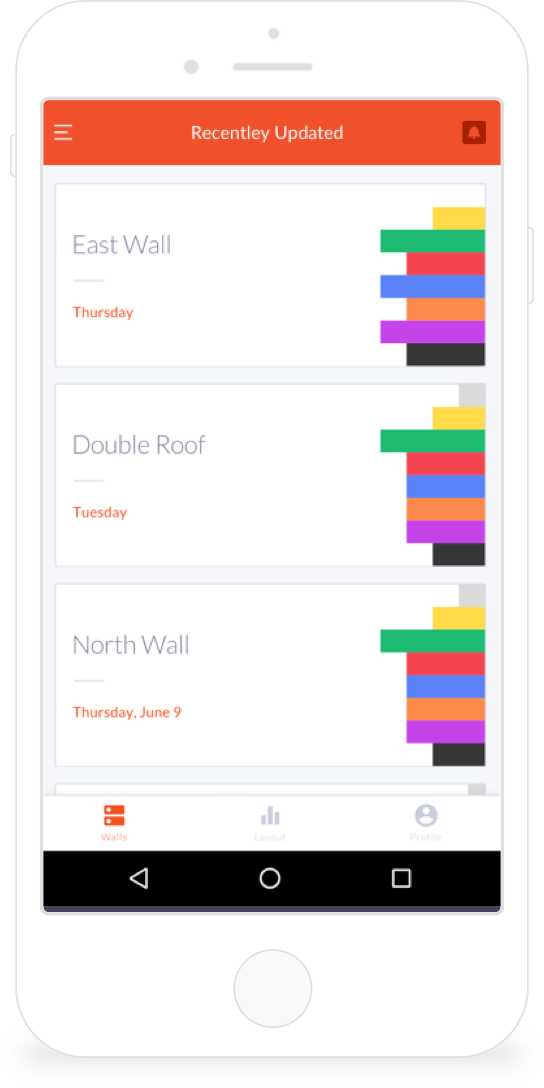 Recentley Updated
East Wall
Thursday
Double Roof
Tuesday
North Wall
Thursday, June 9
Walls
Layout
Profile